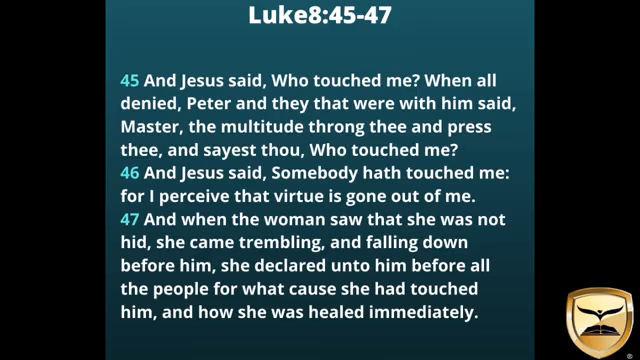 Luke8:45-47
45 And Jesus said, Who touched me? When all
denied, Peter and they that were with him said,
Master, the multitude throng thee and press
thee, and sayest thou, Who touched me?
46 And Jesus said, Somebody hath touched me:
for I perceive that virtue is gone out of me.
47 And when the woman saw that she was not
hid, she came trembling, and falling down
before him, she declared unto him before all
the people for what cause she had touched
him, and how she was healed immediately.
®